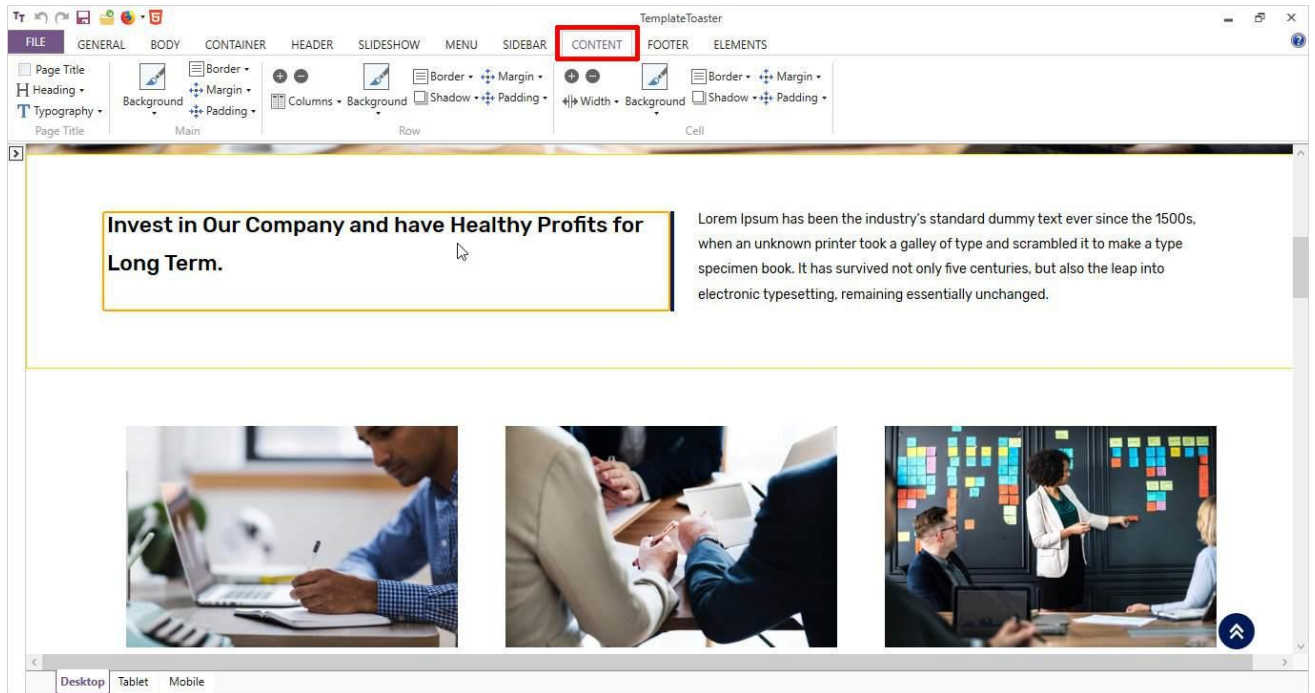 TT
TemplateToaster
FILE GENERAL BODY CONTAINER HEADER SLIDESHOW MENU SIDEBAR CONTENT FOOTER ELEMENTS
Page Title
Heading
Typography
Page Title
Background
Border
Margin
Padding
Main
Columns
Background
Border
Shadow
Margin
Padding
Row
Width
Background
Border
Shadow
Margin
Padding
Cell
Invest in Our Company and have Healthy Profits for
Long Term.
Lorem Ipsum has been the industry's standard dummy text ever since the 1500s,
when an unknown printer took a galley of type and scrambled it to make a type
specimen book. It has survived not only five centuries, but also the leap into
electronic typesetting, remaining essentially unchanged.
Desktop Tablet Mobile